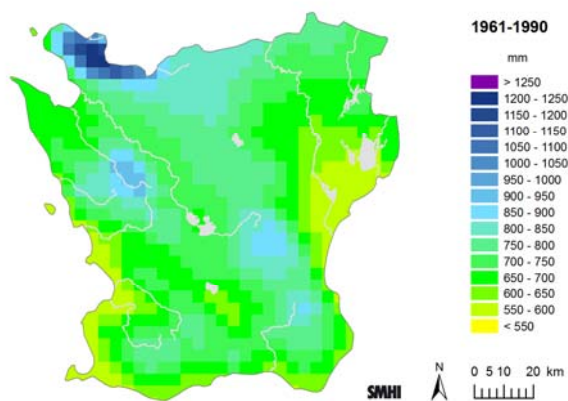 1961-1990
mm
> 1250
1200 - 1250
1150 - 1200
1100 - 1150
1050 - 1100
1000 - 1050
950 - 1000
900 - 950
850 - 900
800 - 850
750 - 800
700 - 750
650 - 700
600 - 650
550 - 600
< 550
SMHI
N
0 5 10 20 km